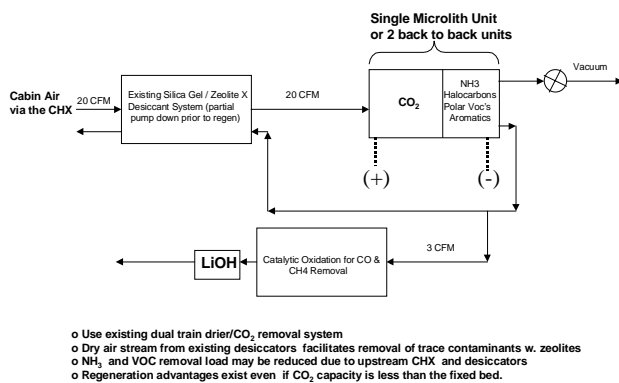 Single Microlith Unit
or 2 back to back units
Vacuum
Cabin Air
via the CHX
20 CFM
Existing Silica Gel / Zeolite X
Desiccant System (partial
pump down prior to regen)
20 CFM
CO₂
NH3
Halocarbons
Polar Voc's
Aromatics
(+)
(-)
LiOH
Catalytic Oxidation for CO &
CH4 Removal
3 CFM
o Use existing dual train drier/CO₂ removal system
o Dry air stream from existing desiccators facilitates removal of trace contaminants w. zeolites
o NH₃ and VOC removal load may be reduced due to upstream CHX and desiccators
o Regeneration advantages exist even if CO₂ capacity is less than the fixed bed.